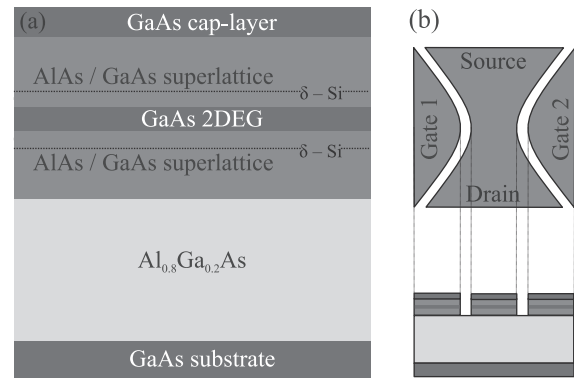 (a)
GaAs cap-layer
AlAs / GaAs superlattice
δ – Si
GaAs 2DEG
δ – Si
AlAs / GaAs superlattice
Al₀.₈Ga₀.₂As
GaAs substrate
(b)
Source
Gate 1
Gate 2
Drain